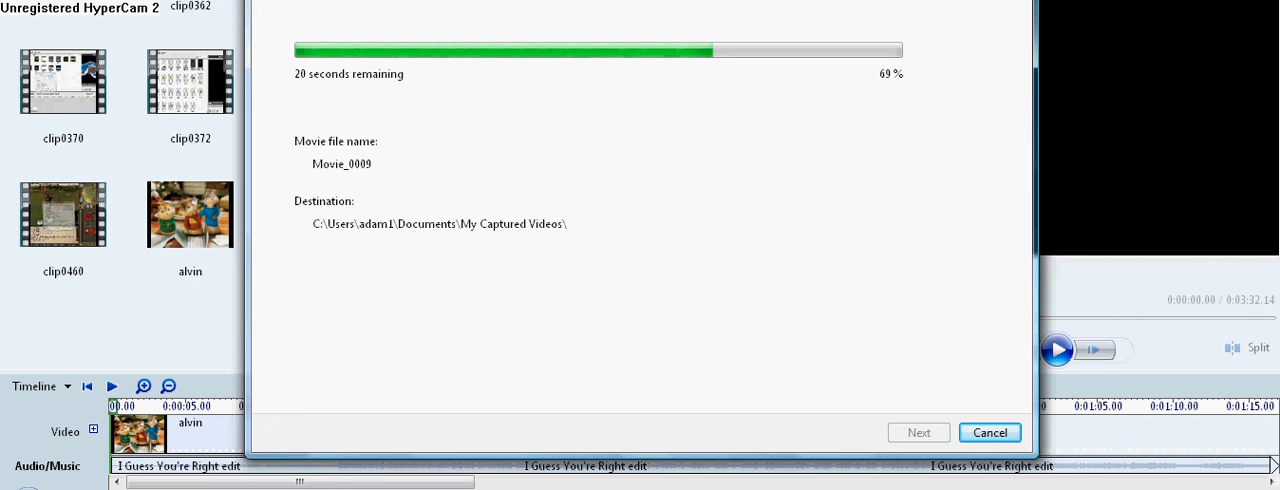 Unregistered HyperCam 2
clip0362
20 seconds remaining
69 %
clip0370
clip0372
Movie file name:
Movie_0009
Destination:
C:\Users\adam1\Documents\My Captured Videos\
clip0460
alvin
0:00:00.00 / 0:03:32.14
Split
Timeline
00.00
0:00:05.00
0:01:05.00
0:01:10.00
0:01:15.00
Video
alvin
Next
Cancel
Audio/Music
I Guess You're Right edit
I Guess You're Right edit
I Guess You're Right edit